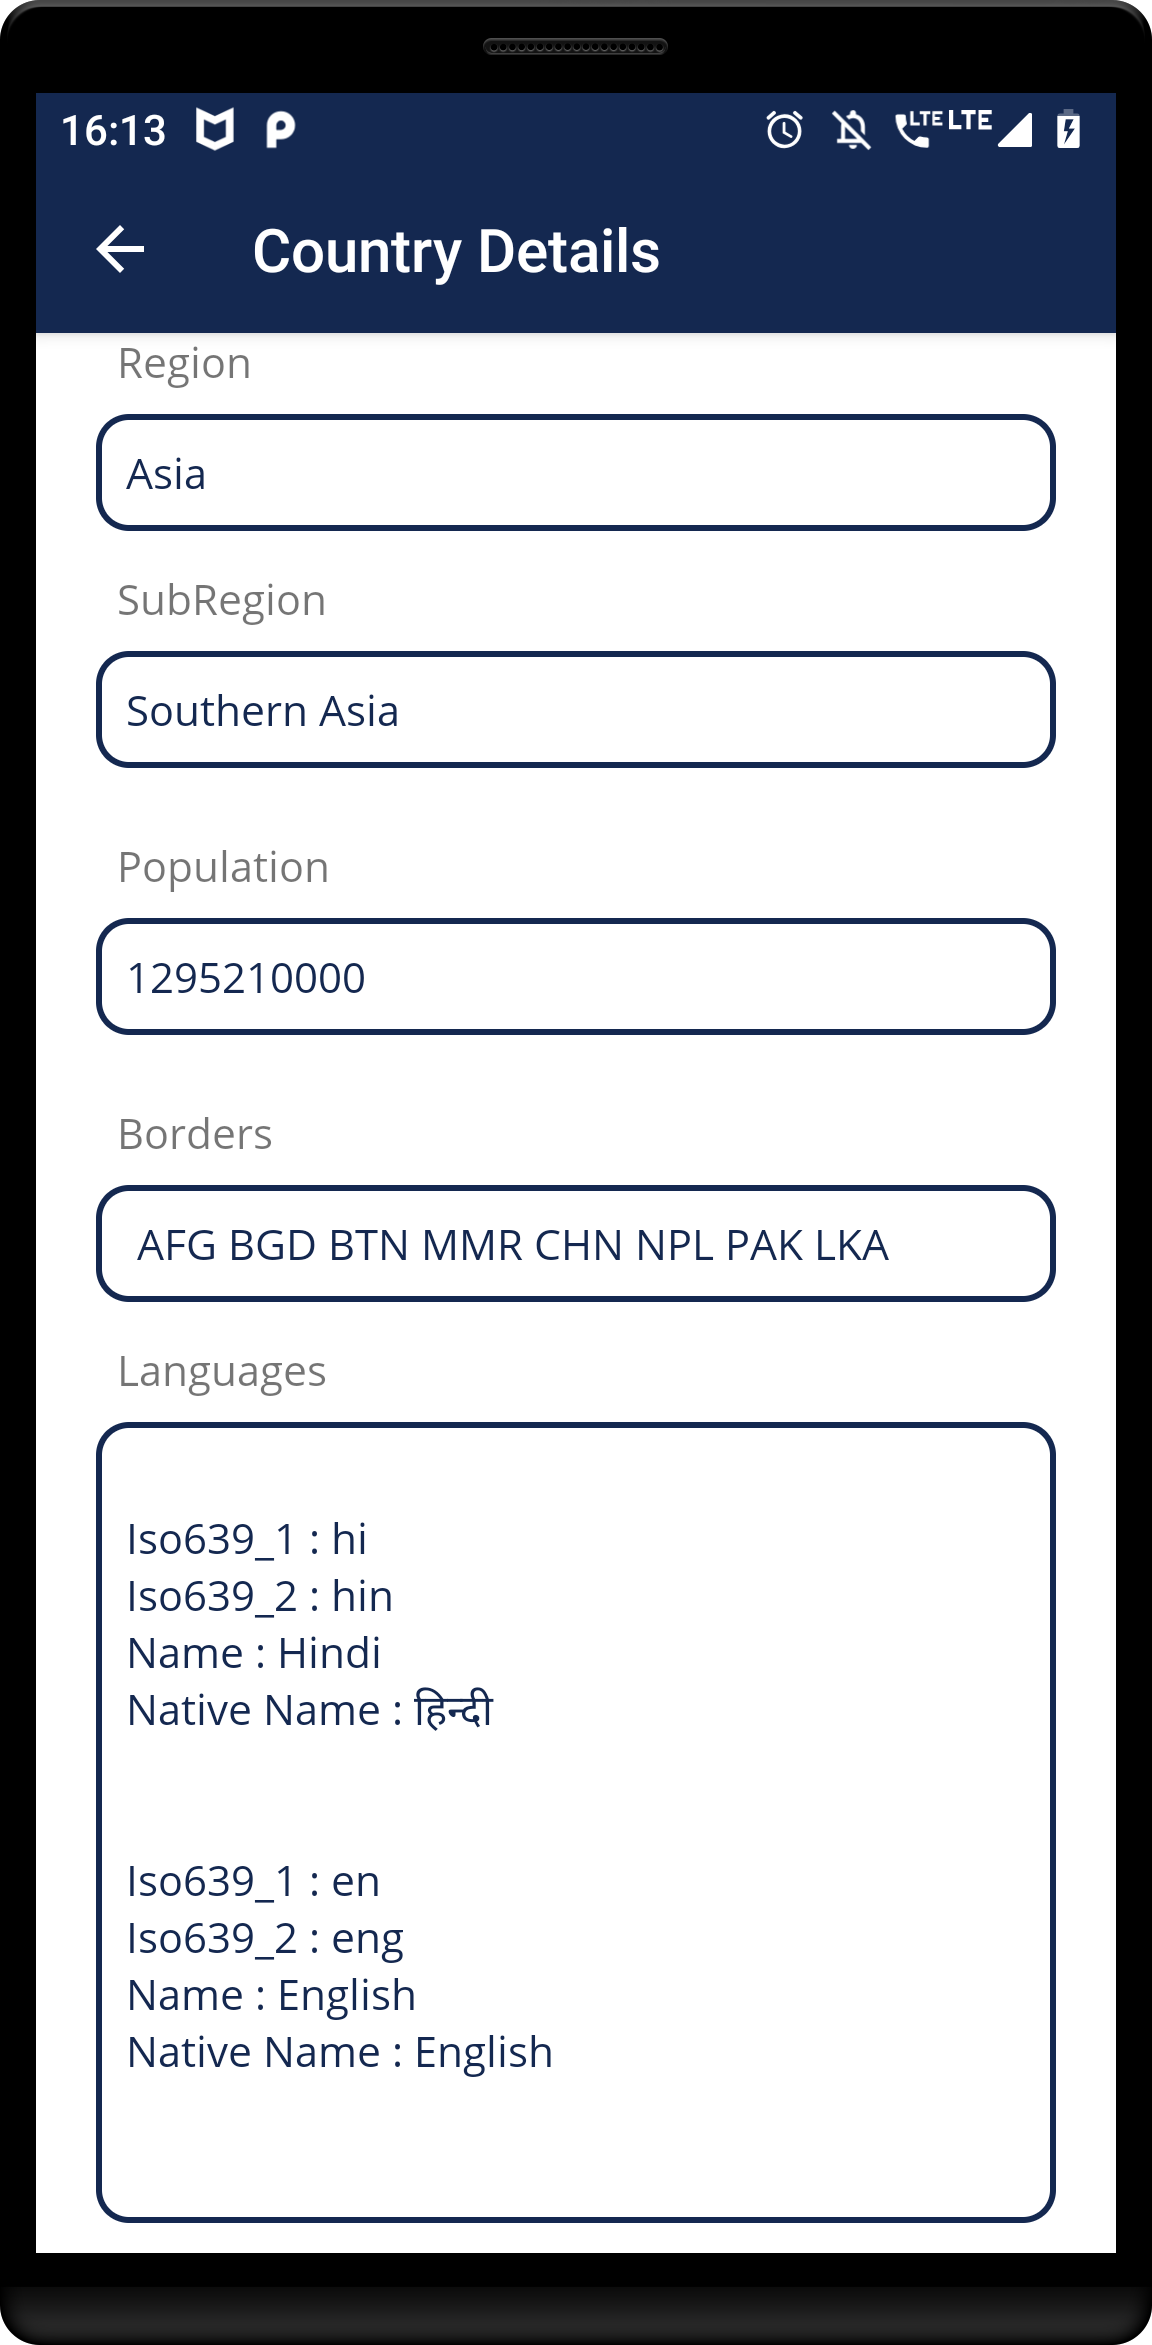 16:13 LTE LTE
Country Details
Region
Asia
SubRegion
Southern Asia
Population
1295210000
Borders
AFG BGD BTN MMR CHN NPL PAK LKA
Languages
Iso639_1 : hi
Iso639_2 : hin
Name : Hindi
Native Name : हिन्दी
Iso639_1 : en
Iso639_2 : eng
Name : English
Native Name : English